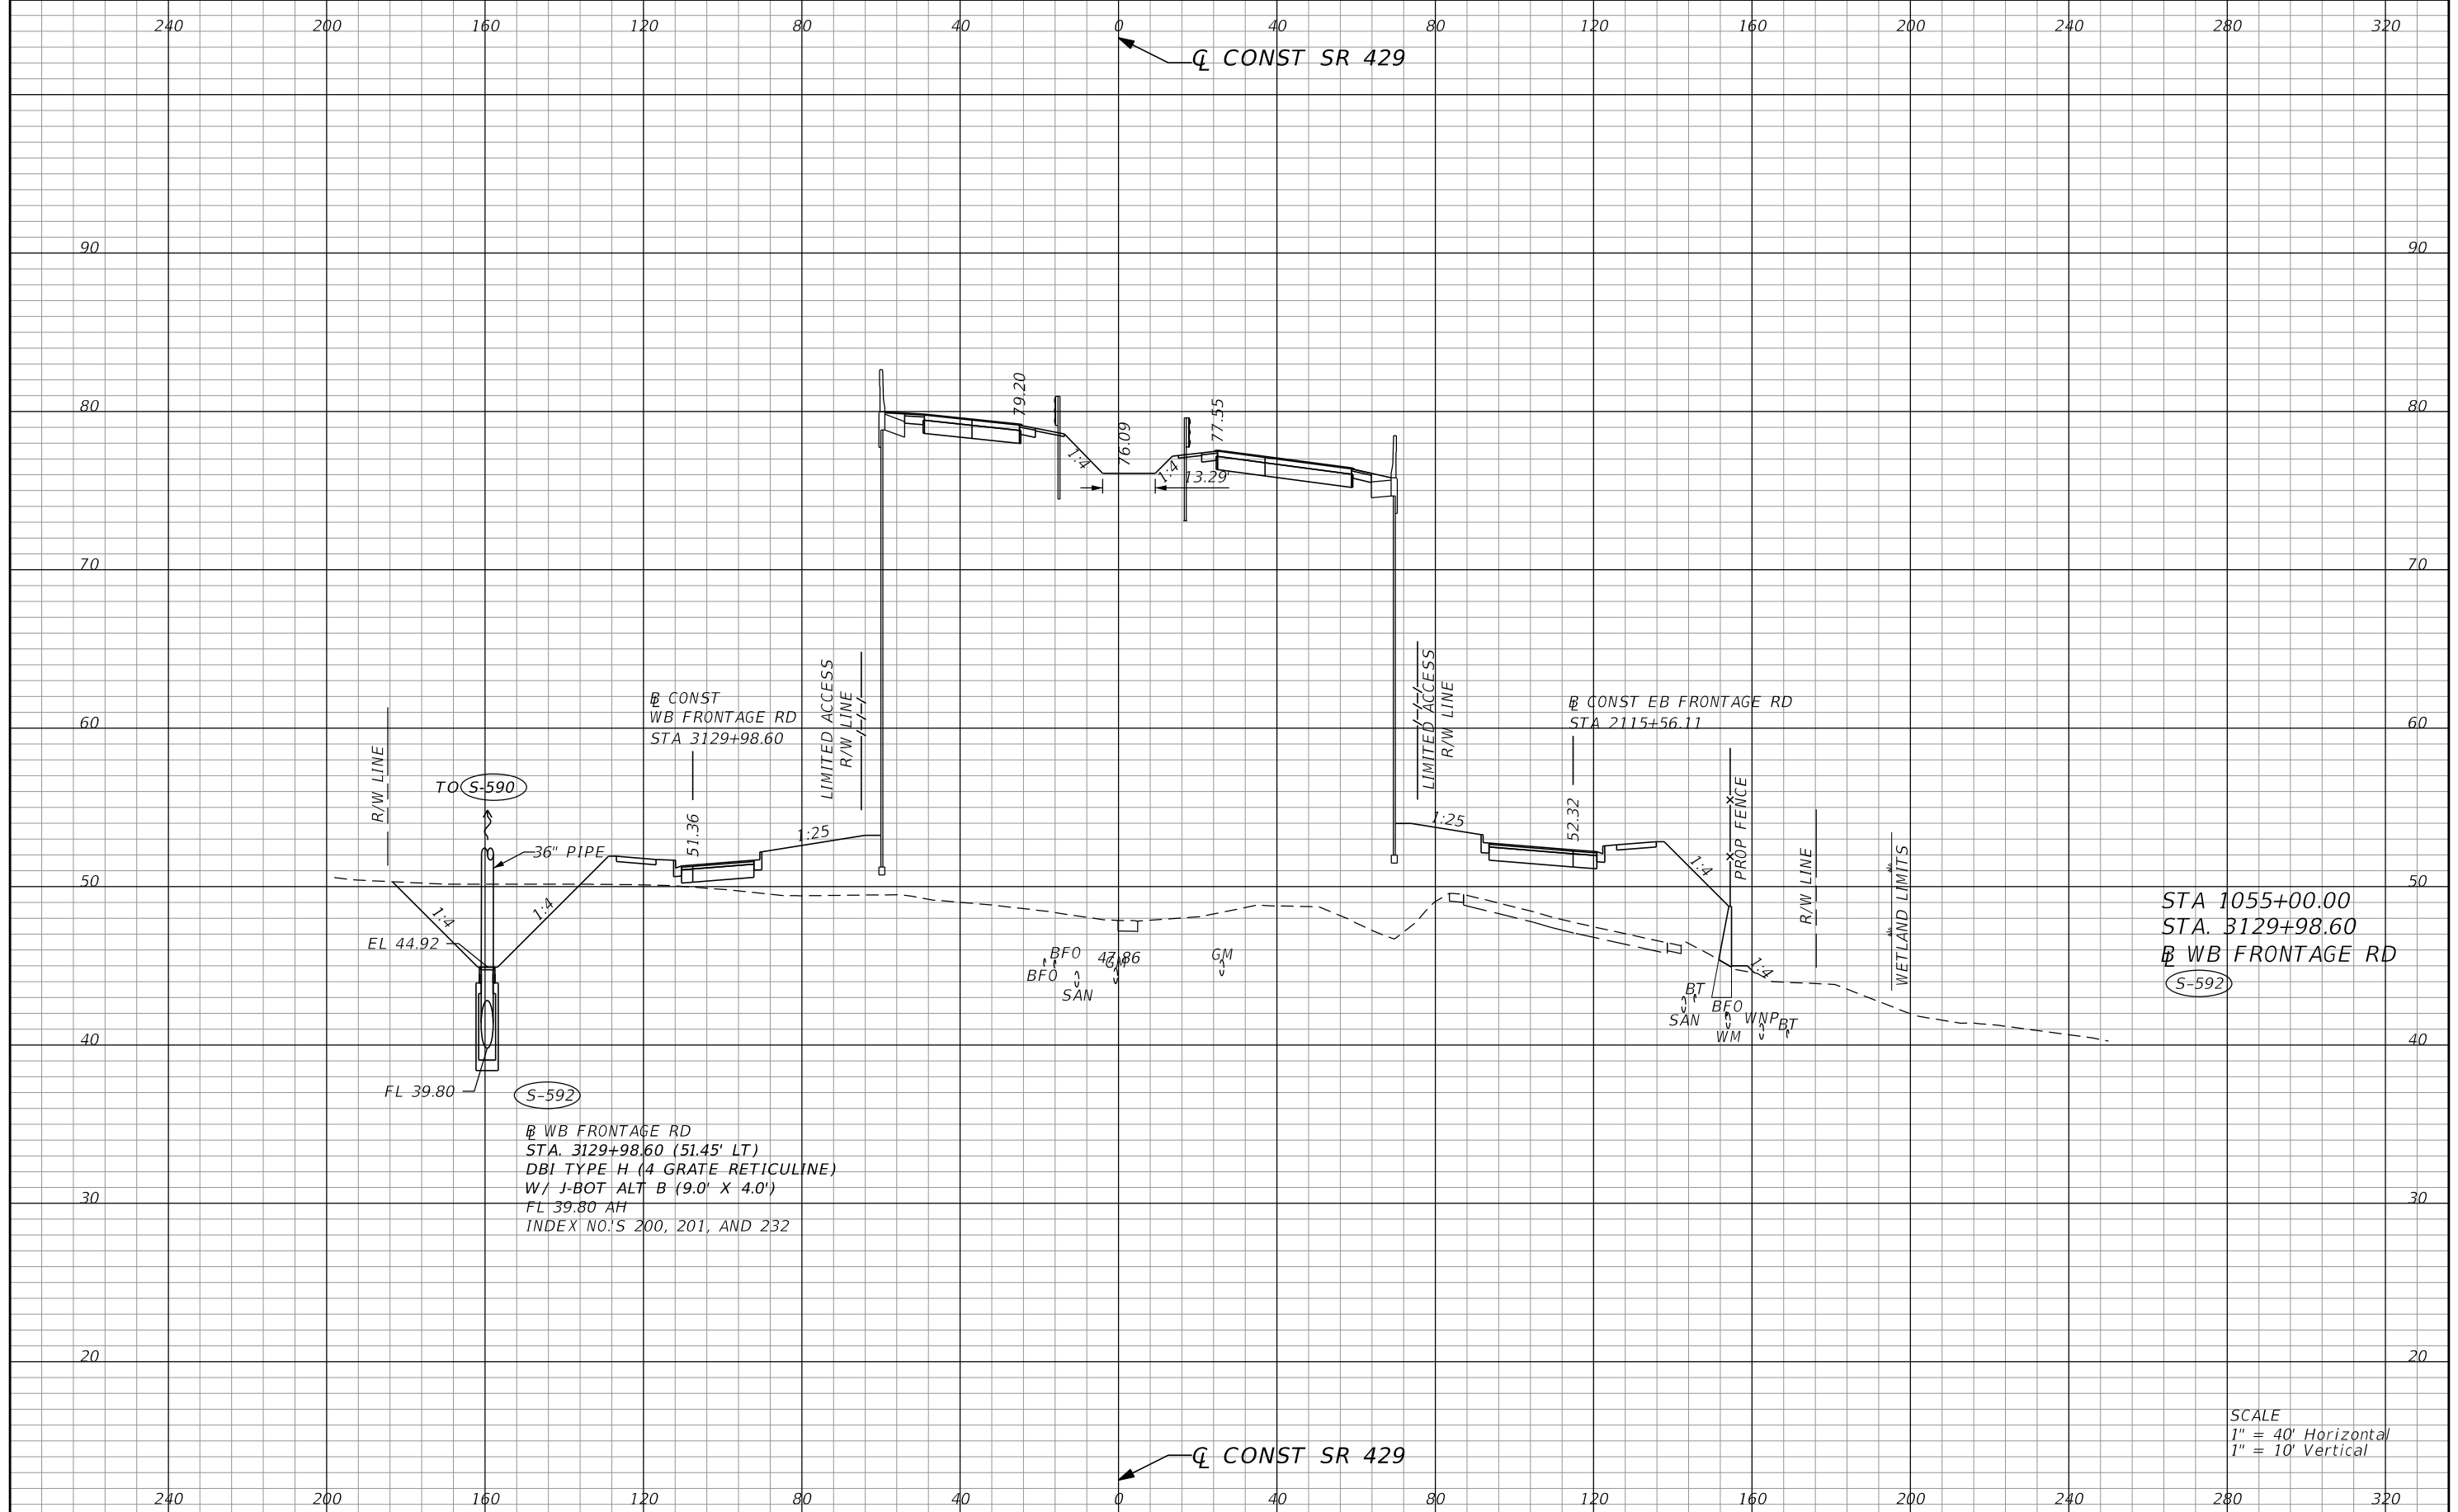 240 200 160 120 80 40 0 40 80 120 160 200 240 280 320
℄ CONST SR 429
90 90
80 80
79.20
76.09
77.55
1:4
1:4
13.29'
70 70
LIMITED ACCESS
R/W LINE
LIMITED ACCESS
R/W LINE
B̲L CONST
WB FRONTAGE RD
STA 3129+98.60
BL CONST EB FRONTAGE RD
STA 2115+56.11
60 60
R/W LINE
TO S-590
36" PIPE
51.36
1:25
1:25
52.32
PROP FENCE
R/W LINE
WETLAND LIMITS
50 50
1:4
1:4
1:4
1:4
EL 44.92
STA 1055+00.00
STA. 3129+98.60
BL WB FRONTAGE RD
S-592
BFO
BFO
SAN
47.86
GM
GM
BT
SAN
BFO
WM
WNP
BT
40 40
FL 39.80
S-592
BL WB FRONTAGE RD
STA. 3129+98.60 (51.45' LT)
DBI TYPE H (4 GRATE RETICULINE)
W/ J-BOT ALT B (9.0' X 4.0')
FL 39.80 AH
INDEX NO.'S 200, 201, AND 232
30 30
20 20
SCALE
1" = 40' Horizontal
1" = 10' Vertical
℄ CONST SR 429
240 200 160 120 80 40 0 40 80 120 160 200 240 280 320